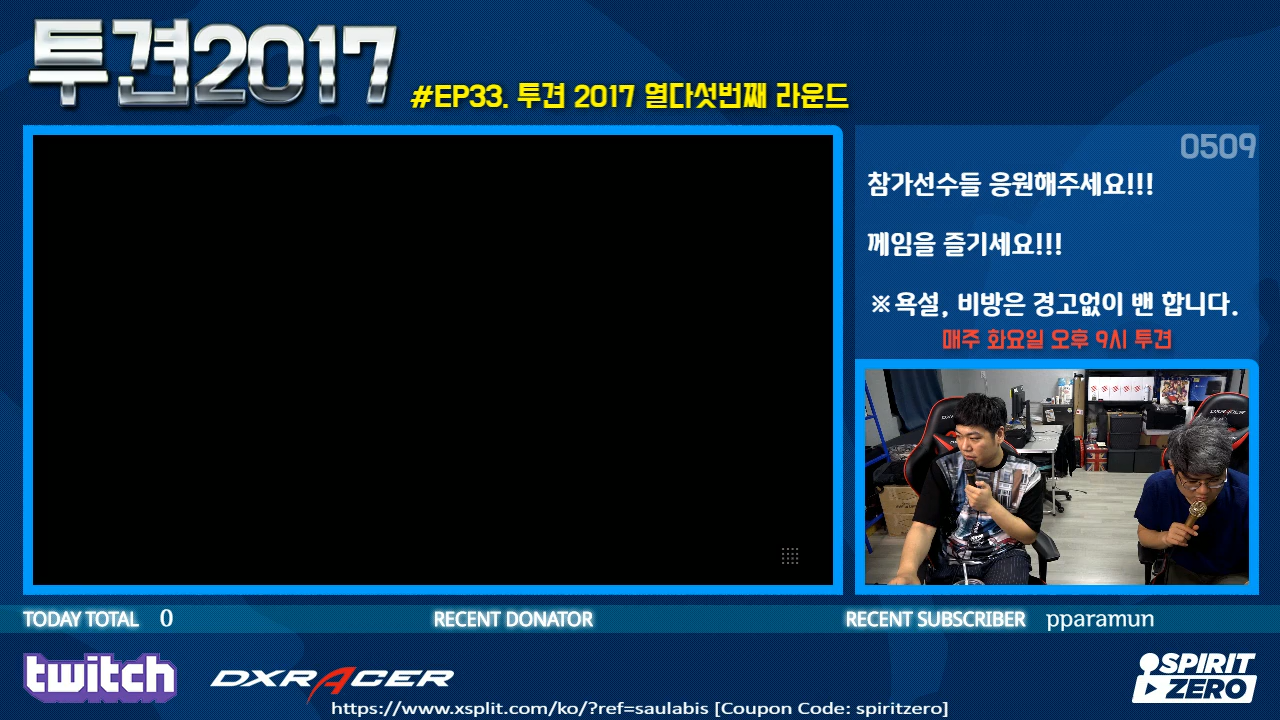 투견2017
#EP33. 투견 2017 열다섯번째 라운드
0509
참가선수들 응원해주세요!!!
께임을 즐기세요!!!
※욕설, 비방은 경고없이 밴 합니다.
매주 화요일 오후 9시 투견
DXRACER
TODAY TOTAL 0
RECENT DONATOR
RECENT SUBSCRIBER pparamun
twitch
DXRACER
SPIRIT
ZERO
https://www.xsplit.com/ko/?ref=saulabis [Coupon Code: spiritzero]